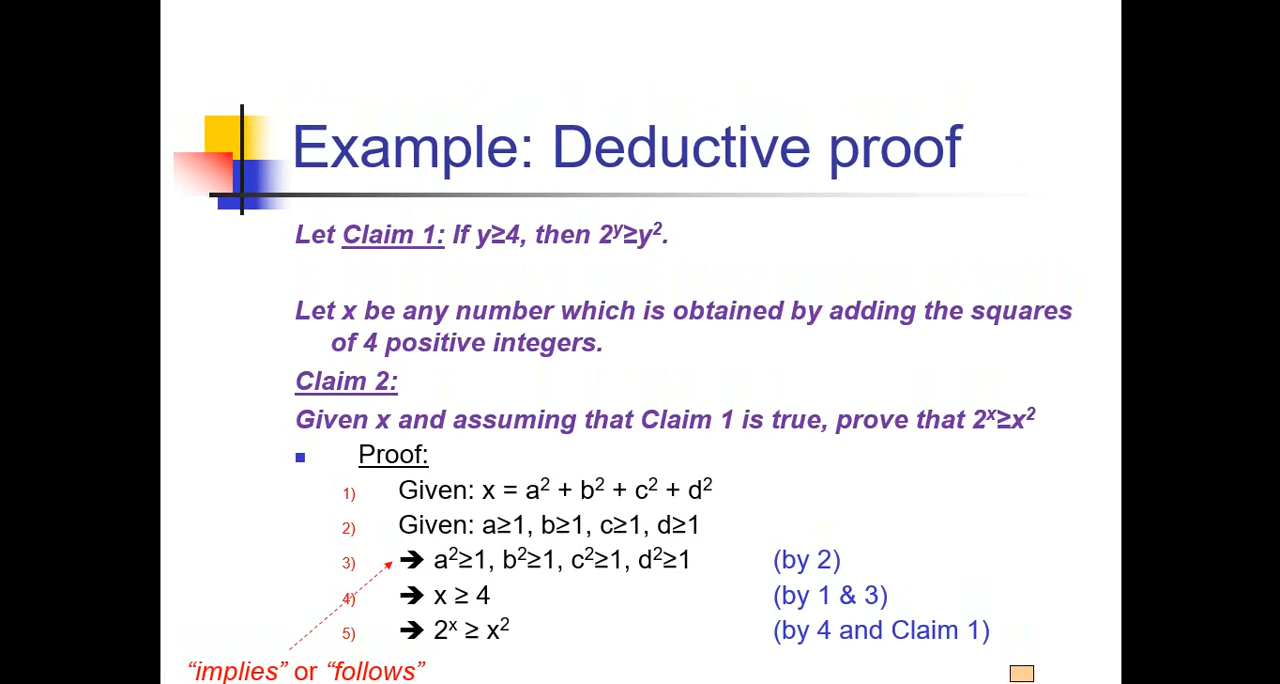 Example: Deductive proof
Let Claim 1: If y≥4, then 2ʸ≥y².
Let x be any number which is obtained by adding the squares
of 4 positive integers.
Claim 2:
Given x and assuming that Claim 1 is true, prove that 2ˣ≥x²
■ Proof:
1) Given: x = a² + b² + c² + d²
2) Given: a≥1, b≥1, c≥1, d≥1
3) ➔ a²≥1, b²≥1, c²≥1, d²≥1 (by 2)
4) ➔ x ≥ 4 (by 1 & 3)
5) ➔ 2ˣ ≥ x² (by 4 and Claim 1)
“implies” or “follows”